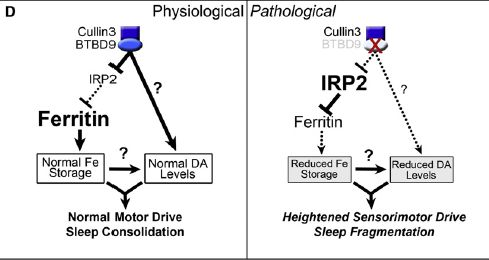 D
Physiological
Cullin3
BTBD9
?
IRP2
Ferritin
Normal Fe
Storage
?
Normal DA
Levels
Normal Motor Drive
Sleep Consolidation
Pathological
Cullin3
BTBD9
?
IRP2
Ferritin
Reduced Fe
Storage
?
Reduced DA
Levels
Heightened Sensorimotor Drive
Sleep Fragmentation